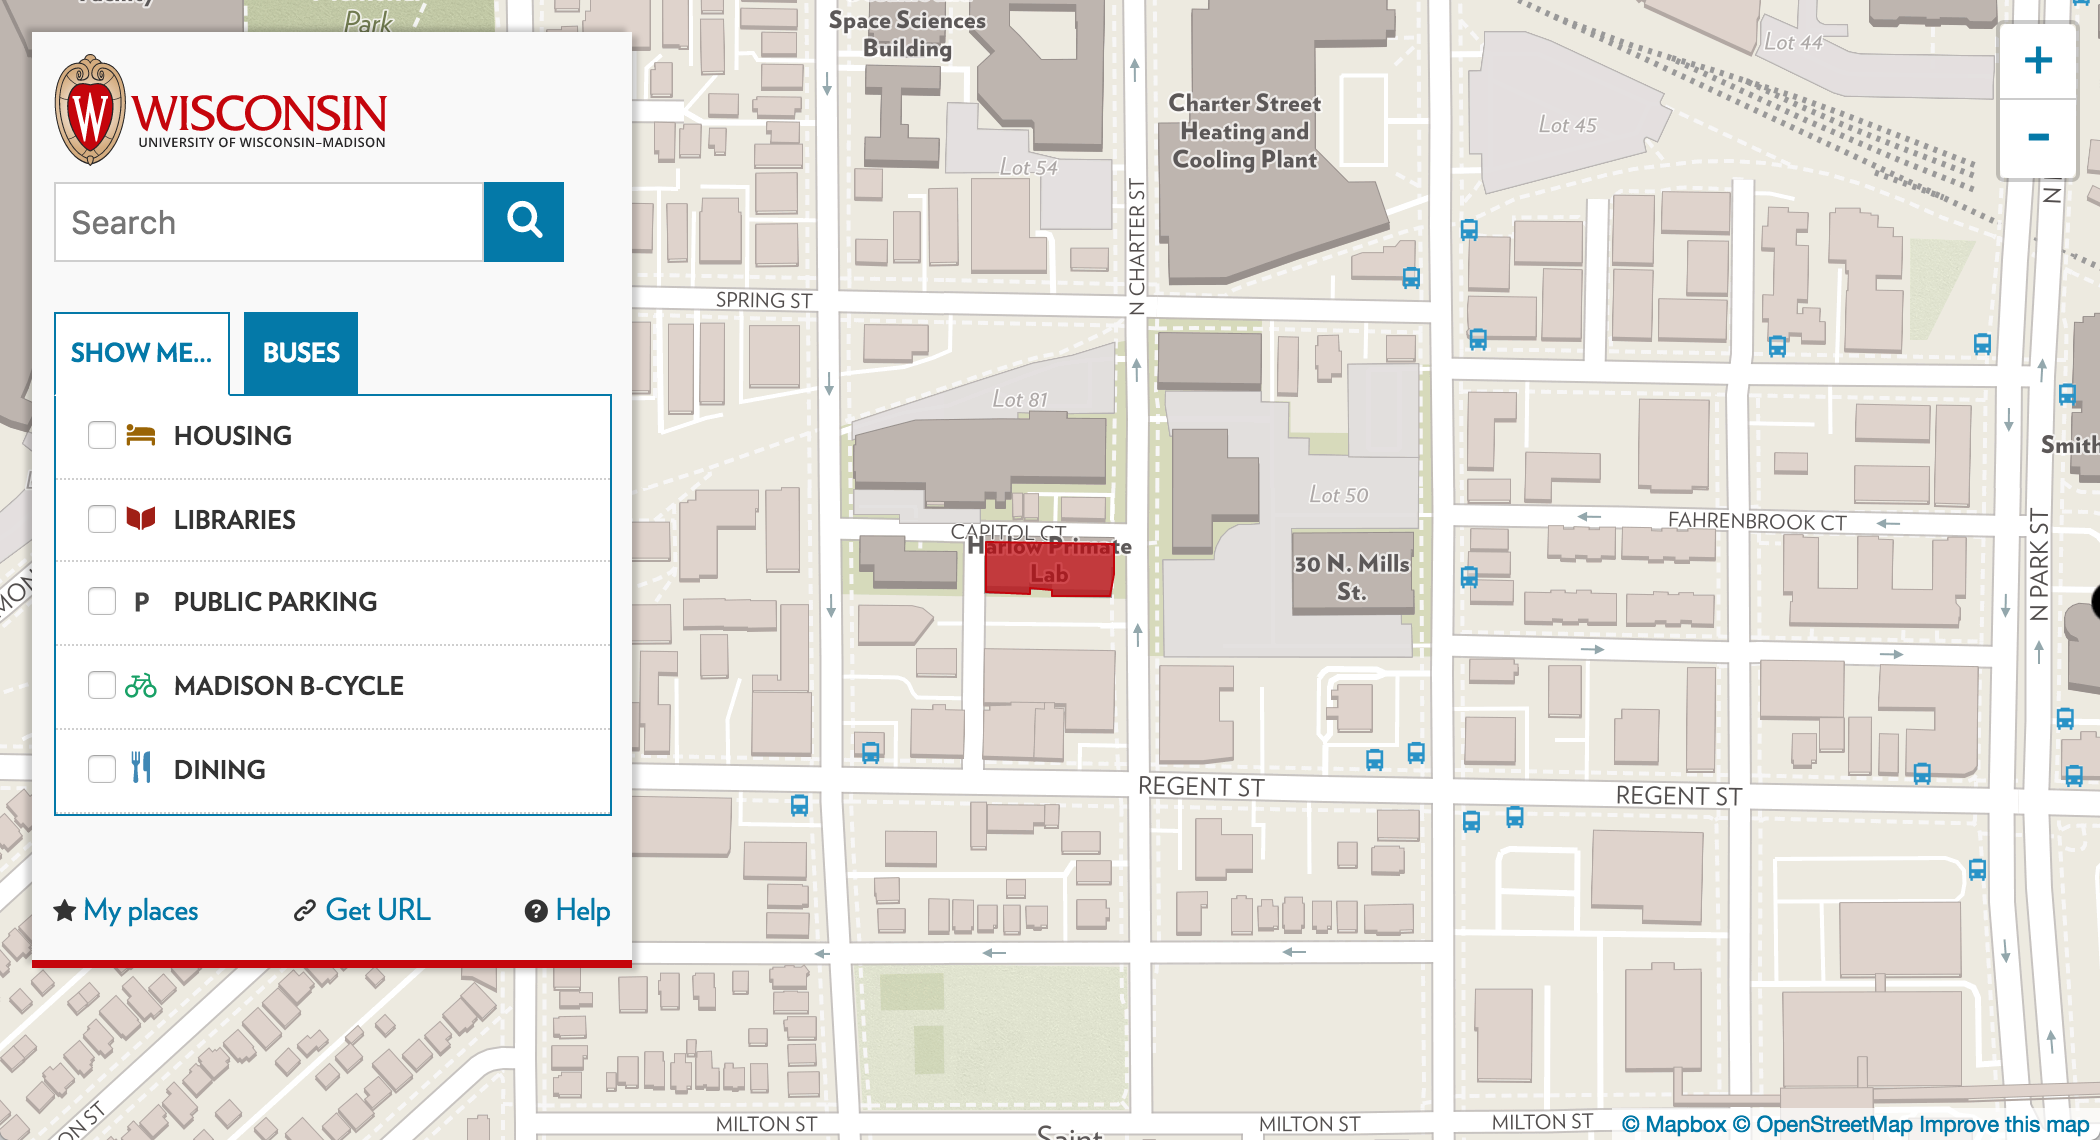 Park
W
WISCONSIN
UNIVERSITY OF WISCONSIN–MADISON
Search
SHOW ME...
BUSES
HOUSING
LIBRARIES
P PUBLIC PARKING
MADISON B-CYCLE
DINING
My places
Get URL
? Help
Space Sciences
Building
Lot 54
Charter Street
Heating and
Cooling Plant
Lot 45
Lot 44
+
-
N
N CHARTER ST
SPRING ST
Lot 81
Lot 50
Smith
CAPITOL CT
Harlow Primate
Lab
30 N. Mills
St.
FAHRENBROOK CT
N PARK ST
REGENT ST
REGENT ST
ON ST
MILTON ST
MILTON ST
MILTON ST
Saint
© Mapbox © OpenStreetMap Improve this map